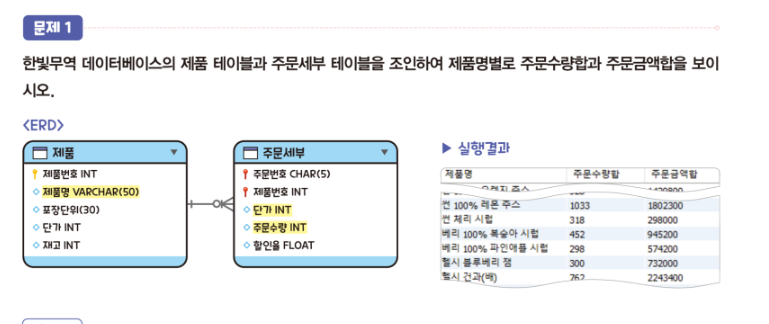 문제 1
한빛무역 데이터베이스의 제품 테이블과 주문세부 테이블을 조인하여 제품명별로 주문수량합과 주문금액합을 보이
시오.
<ERD>
제품
제품번호 INT
제품명 VARCHAR(50)
포장단위(30)
단가 INT
재고 INT
주문세부
주문번호 CHAR(5)
제품번호 INT
단가 INT
주문수량 INT
할인율 FLOAT
▶ 실행결과
제품명 주문수량합 주문금액합
썬 100% 레몬 주스 1033 1802300
썬 체리 시럽 318 298000
베리 100% 복숭아 시럽 452 945200
베리 100% 파인애플 시럽 298 574200
헬시 블루베리 잼 300 732000
헬시 건과(배) 762 2243400